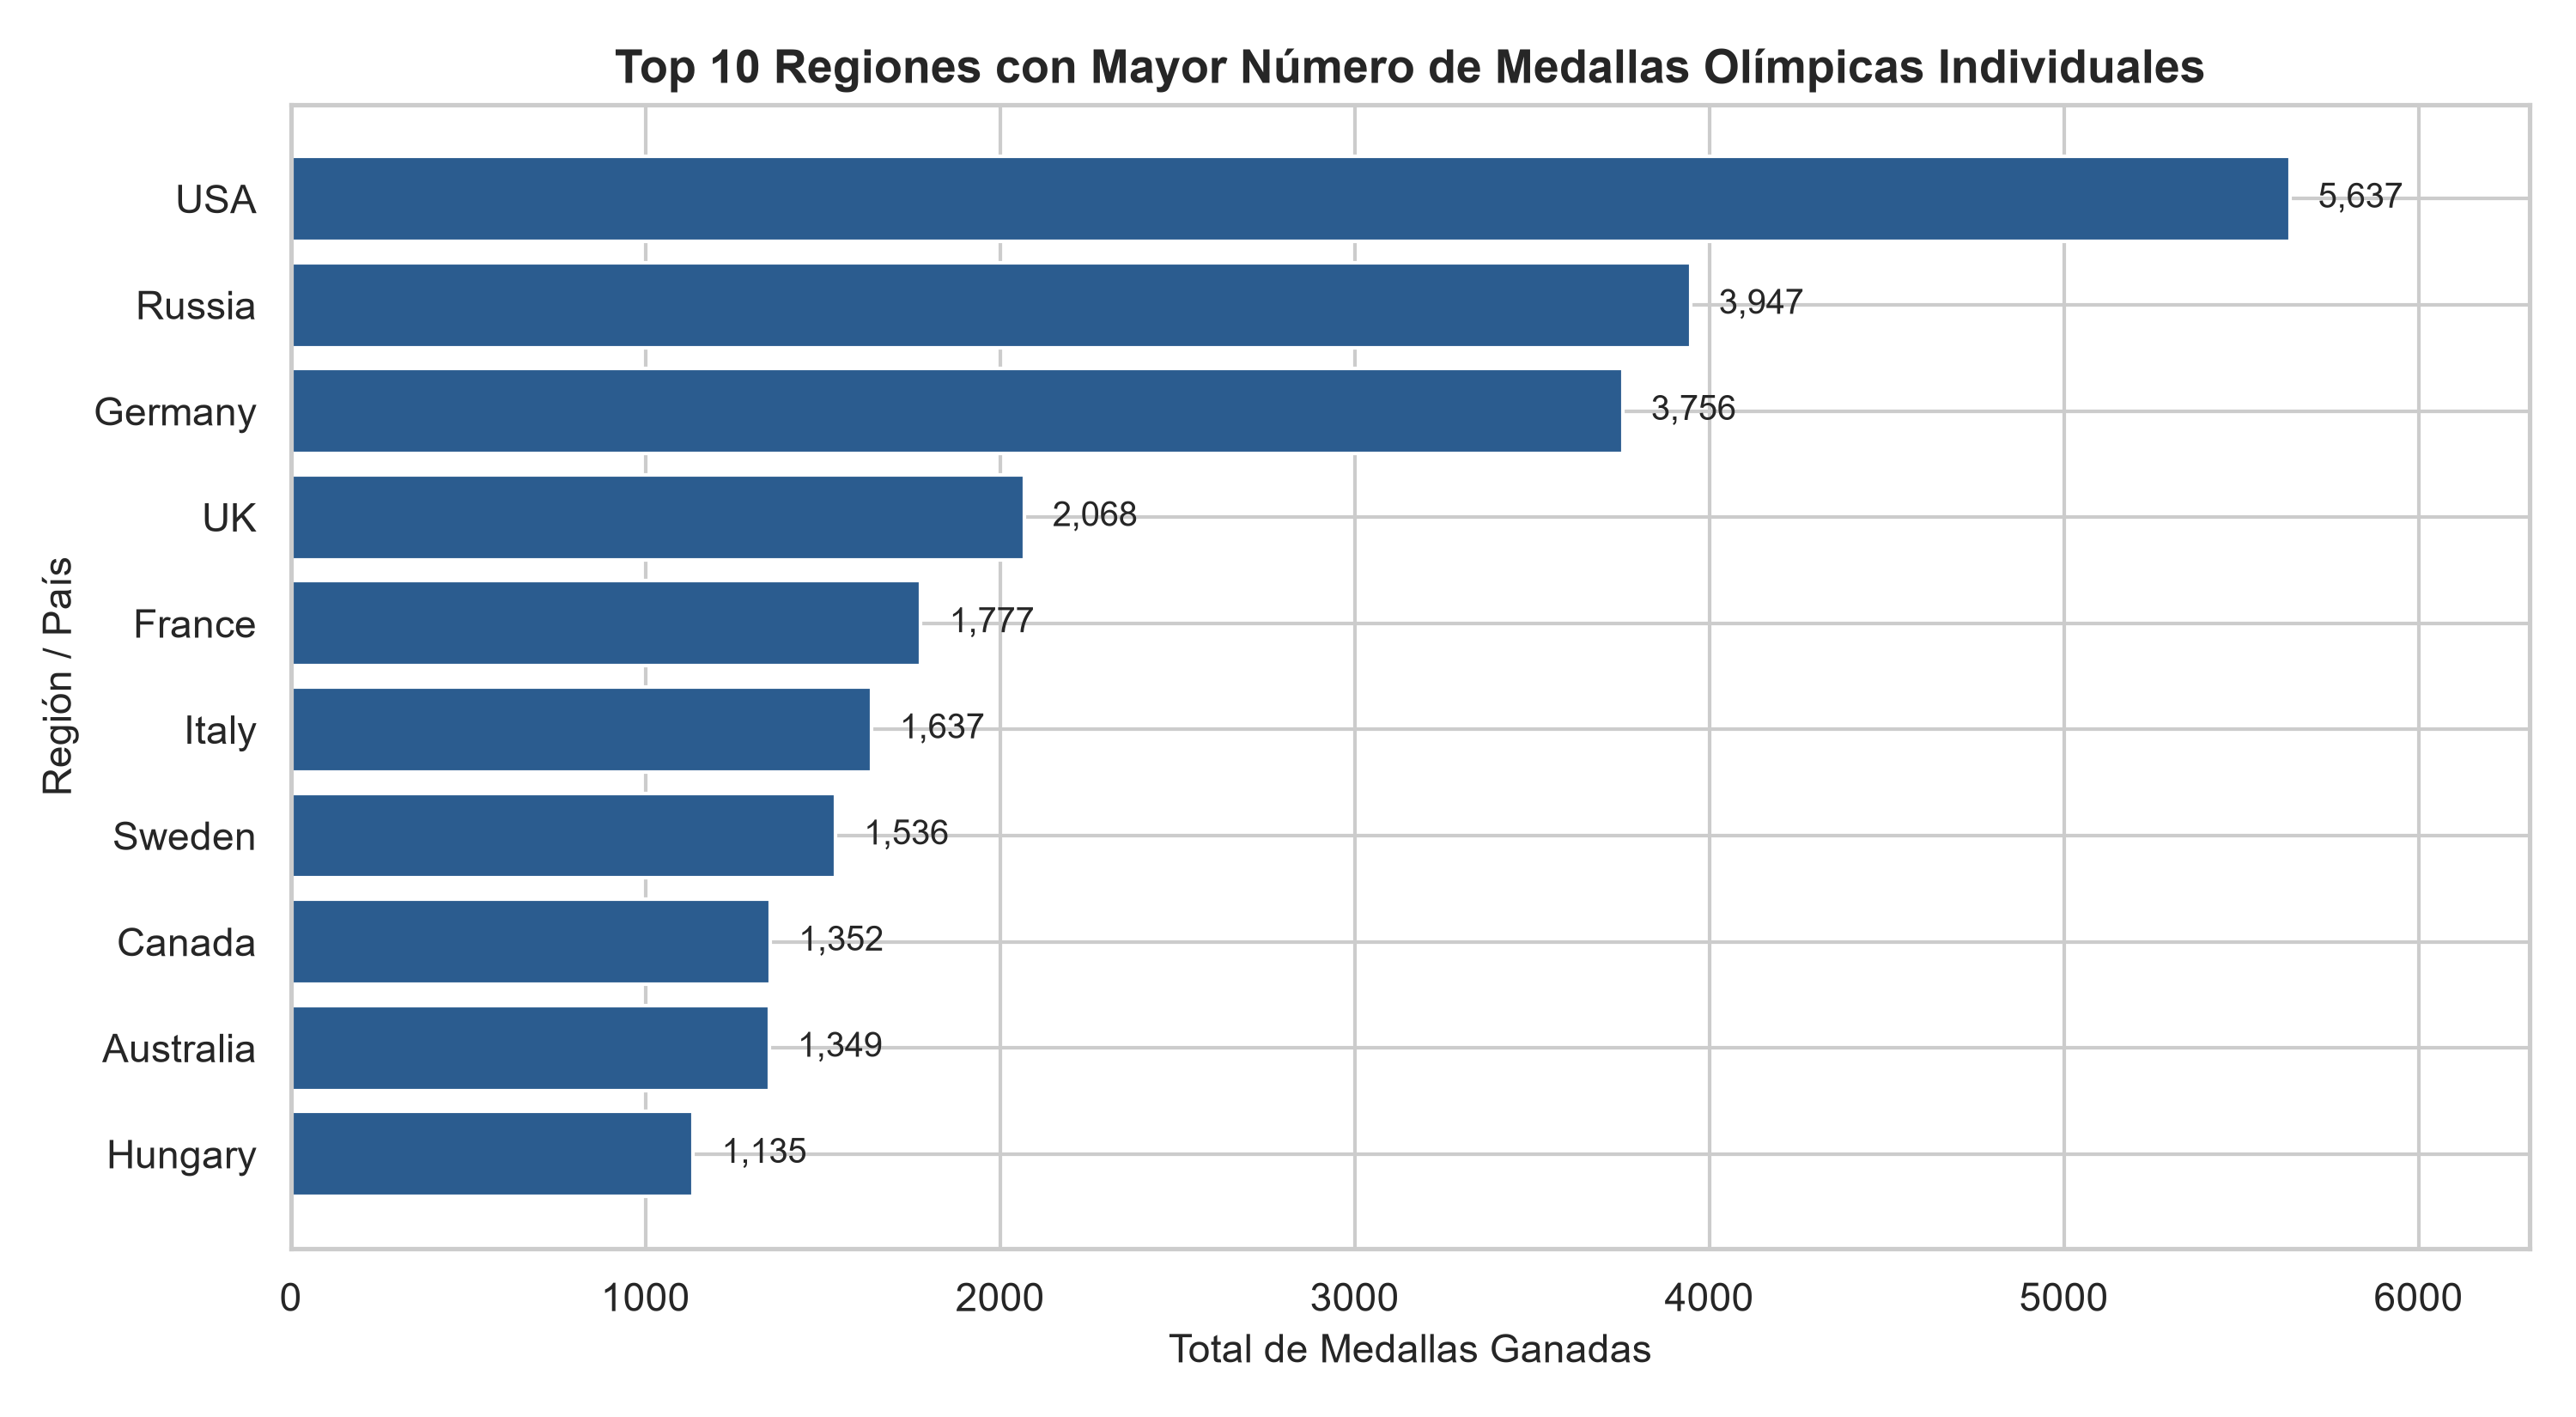 Top 10 Regiones con Mayor Número de Medallas Olímpicas Individuales
Región / País
USA 5,637
Russia 3,947
Germany 3,756
UK 2,068
France 1,777
Italy 1,637
Sweden 1,536
Canada 1,352
Australia 1,349
Hungary 1,135
0 1000 2000 3000 4000 5000 6000
Total de Medallas Ganadas